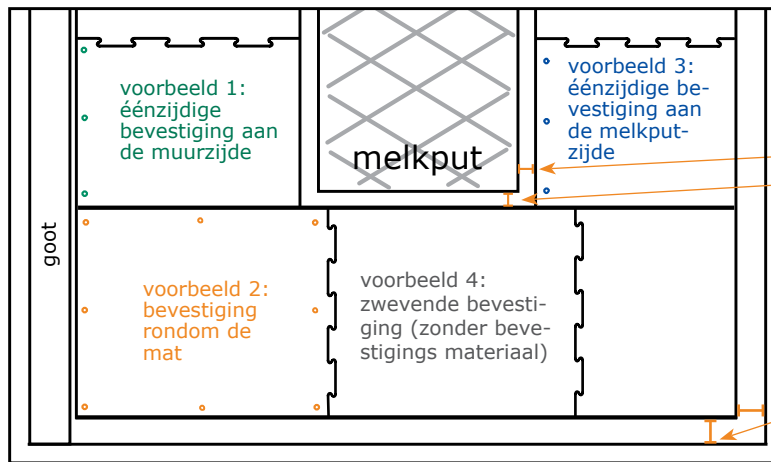 voorbeeld 1:
éénzijdige
bevestiging aan
de muurzijde
melkput
voorbeeld 3:
éénzijdige be-
vestiging aan
de melkput-
zijde
goot
voorbeeld 2:
bevestiging
rondom de
mat
voorbeeld 4:
zwevende bevesti-
ging (zonder beve-
stigings materiaal)